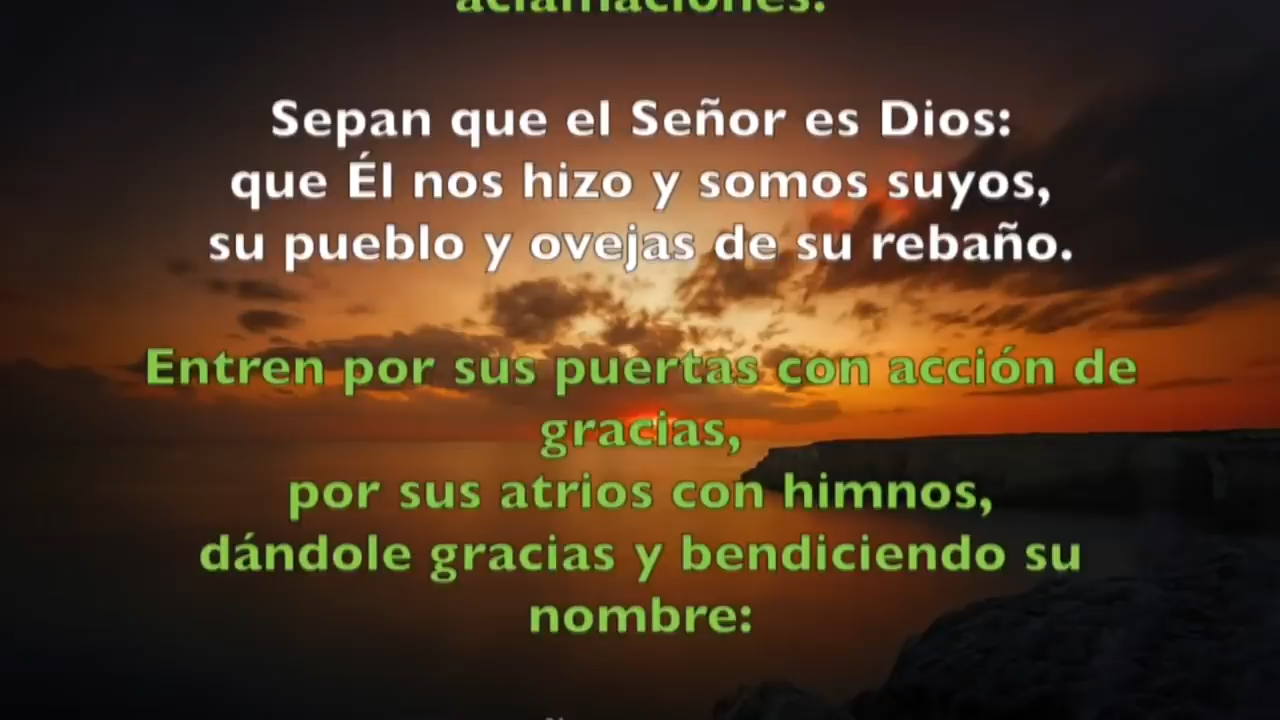 aclamaciones.
Sepan que el Señor es Dios:
que Él nos hizo y somos suyos,
su pueblo y ovejas de su rebaño.
Entren por sus puertas con acción de
gracias,
por sus atrios con himnos,
dándole gracias y bendiciendo su
nombre: